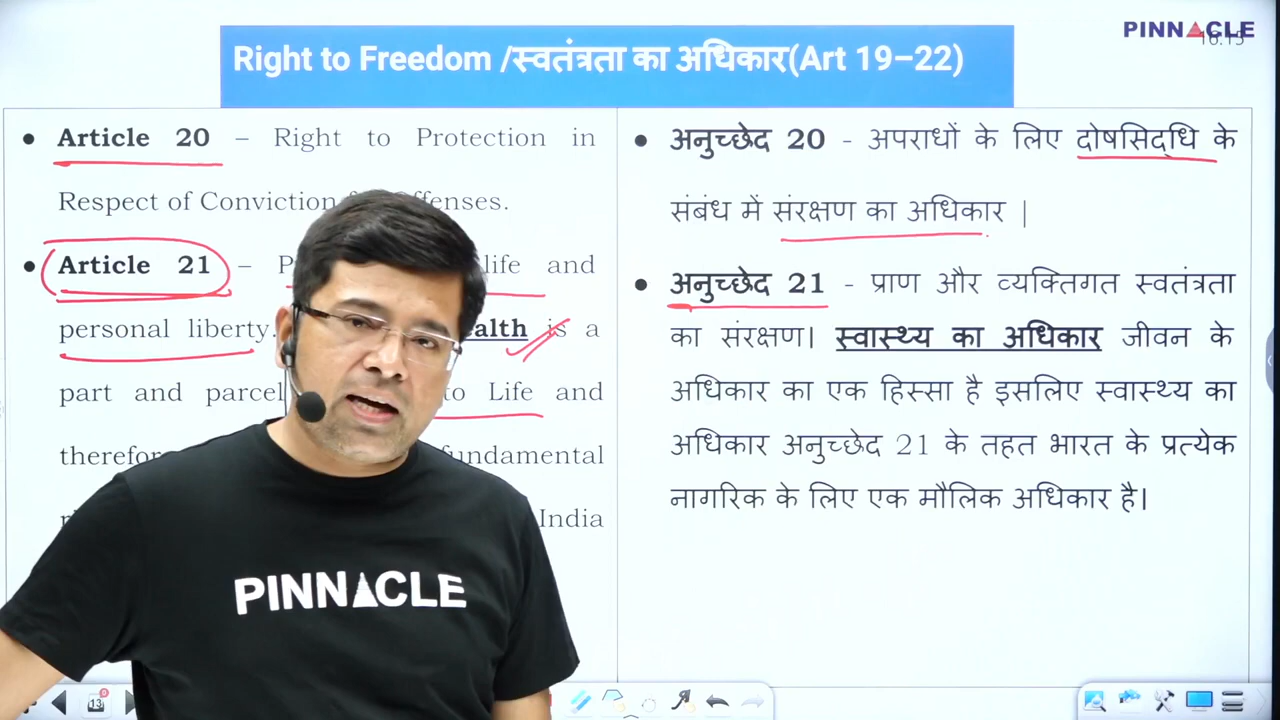 PINNACLE
Right to Freedom /स्वतंत्रता का अधिकार(Art 19–22)
Article 20 – Right to Protection in
Respect of Conviction Offenses.
Article 21 – life and
personal liberty. is a
part and parcel to Life and
fundamental
India
अनुच्छेद 20 - अपराधों के लिए दोषसिद्धि के
संबंध में संरक्षण का अधिकार |
अनुच्छेद 21 - प्राण और व्यक्तिगत स्वतंत्रता
का संरक्षण। स्वास्थ्य का अधिकार जीवन के
अधिकार का एक हिस्सा है इसलिए स्वास्थ्य का
अधिकार अनुच्छेद 21 के तहत भारत के प्रत्येक
नागरिक के लिए एक मौलिक अधिकार है।
PINNACLE
13